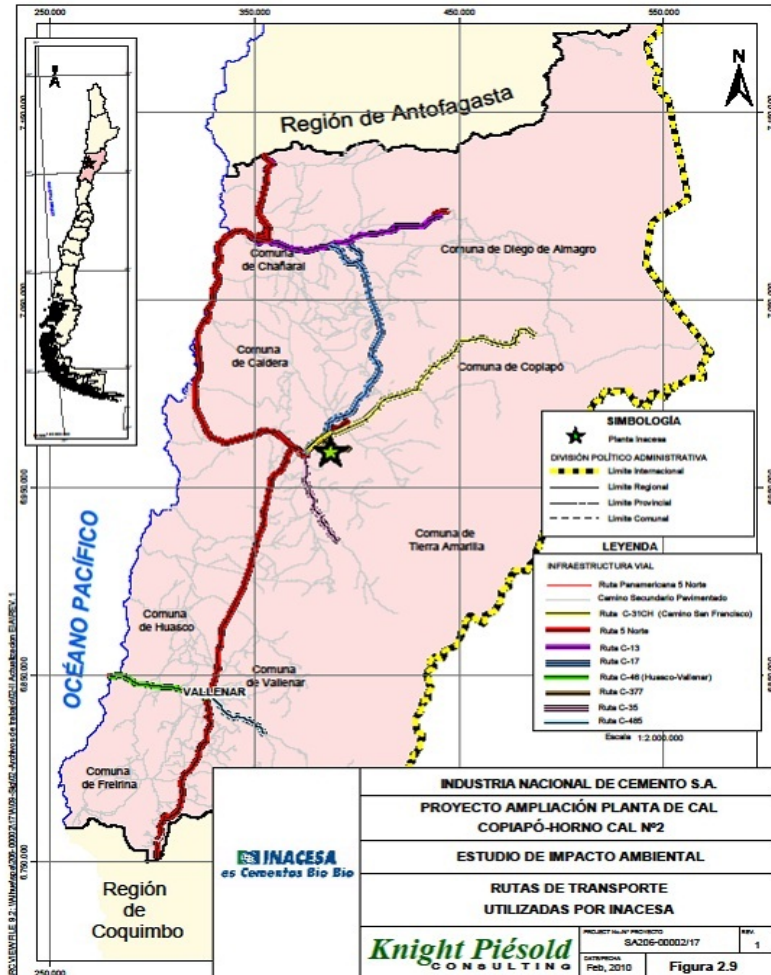 250.000
350.000
450.000
550.000
N
Región de Antofagasta
Comuna de Diego de Almagro
Comuna
de Chañaral
Comuna
de Caldera
Comuna de Copiapó
SIMBOLOGÍA
Planta Inacesa
DIVISIÓN POLÍTICO ADMINISTRATIVA
Límite Internacional
Límite Regional
Límite Provincial
Límite Comunal
OCÉANO PACÍFICO
Comuna de
Tierra Amarilla
LEYENDA
INFRAESTRUCTURA VIAL
Ruta Panamericana 5 Norte
Camino Secundario Pavimentado
Ruta C-31CH (Camino San Francisco)
Ruta 5 Norte
Ruta C-13
Ruta C-17
Ruta C-46 (Huasco-Vallenar)
Ruta C-377
Ruta C-35
Ruta C-485
Escala 1:2.000.000
Comuna
de Huasco
Comuna
de Vallenar
VALLENAR
Comuna
de Freirina
6.790.000
Región
de
Coquimbo
250.000
INACESA
es Cementos Bio Bio
INDUSTRIA NACIONAL DE CEMENTO S.A.
PROYECTO AMPLIACIÓN PLANTA DE CAL
COPIAPÓ-HORNO CAL Nº2
ESTUDIO DE IMPACTO AMBIENTAL
RUTAS DE TRANSPORTE
UTILIZADAS POR INACESA
Knight Piésold
CONSULTING
SA206-00002/17
REV.
1
Feb, 2010
Figura 2.9